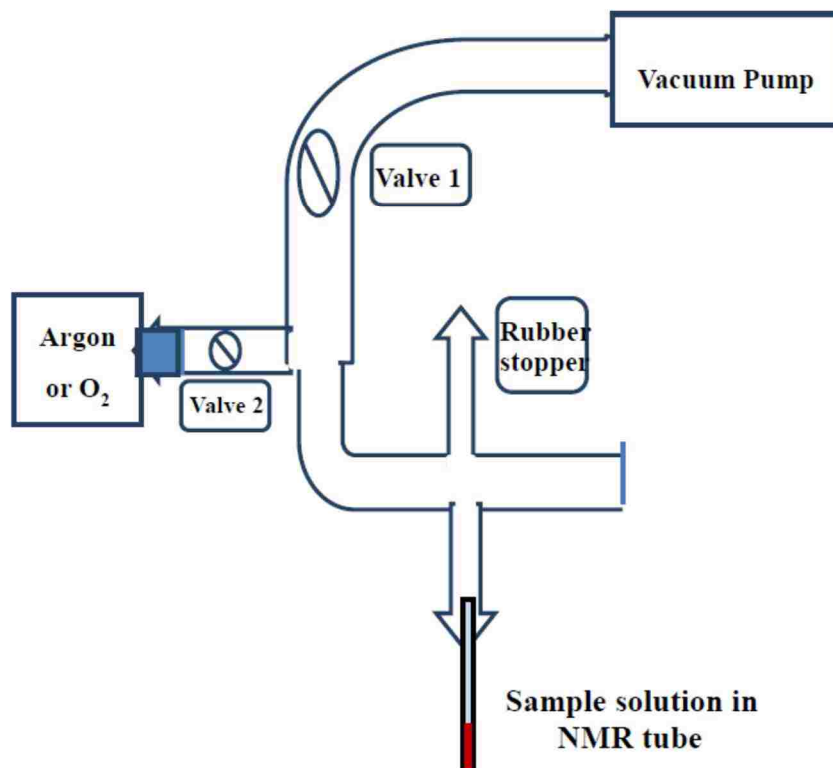 Vacuum Pump
Valve 1
Argon
or O₂
Rubber
stopper
Valve 2
Sample solution in
NMR tube